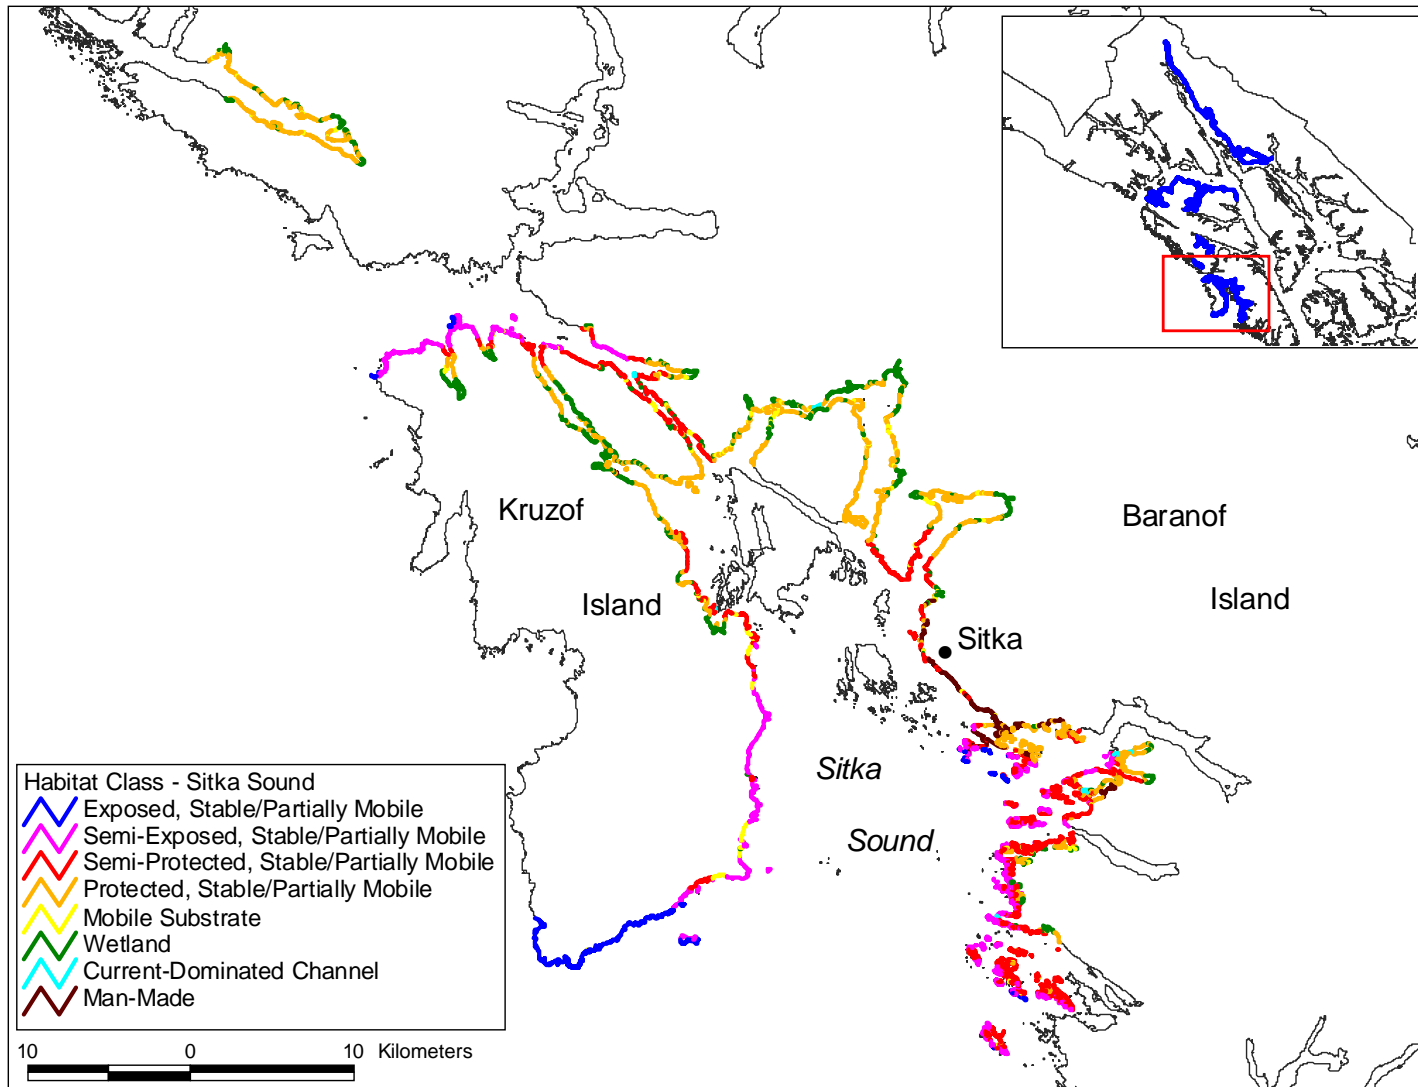 Kruzof
Island
Baranof
Island
Sitka
Sitka
Sound
Habitat Class - Sitka Sound
Exposed, Stable/Partially Mobile
Semi-Exposed, Stable/Partially Mobile
Semi-Protected, Stable/Partially Mobile
Protected, Stable/Partially Mobile
Mobile Substrate
Wetland
Current-Dominated Channel
Man-Made
10 0 10 Kilometers